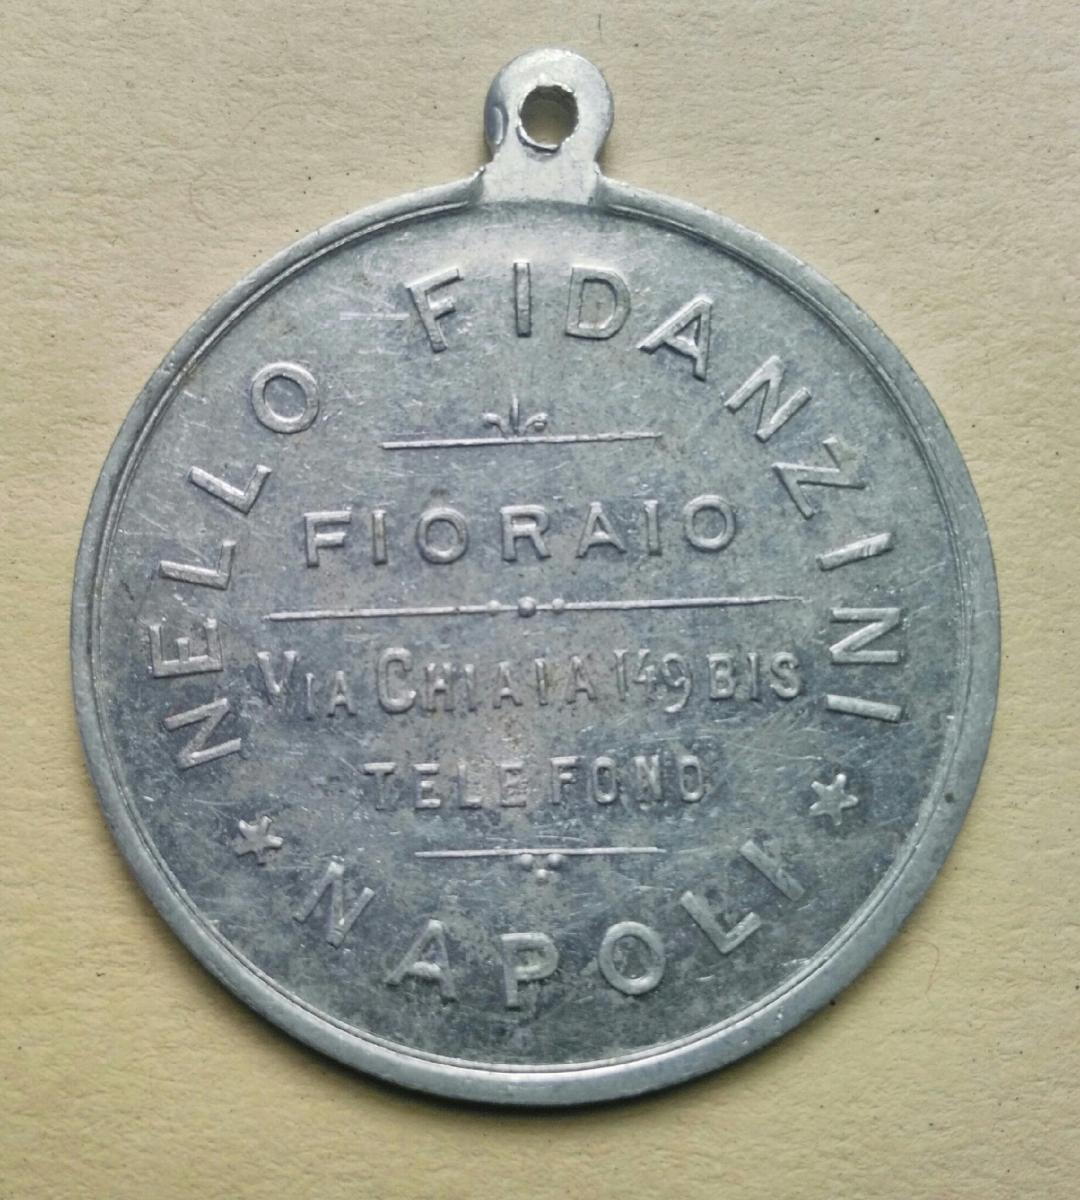 NELLO FIDANZINI
FIORAIO
VIA CHIAIA 149 BIS
TELEFONO
* NAPOLI *